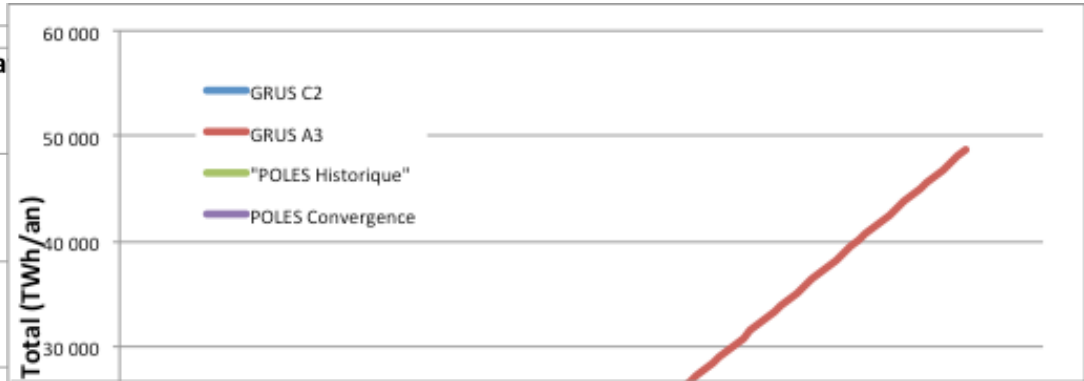 a
60 000
GRUS C2
50 000
GRUS A3
"POLES Historique"
POLES Convergence
40 000
30 000
Total (TWh/an)